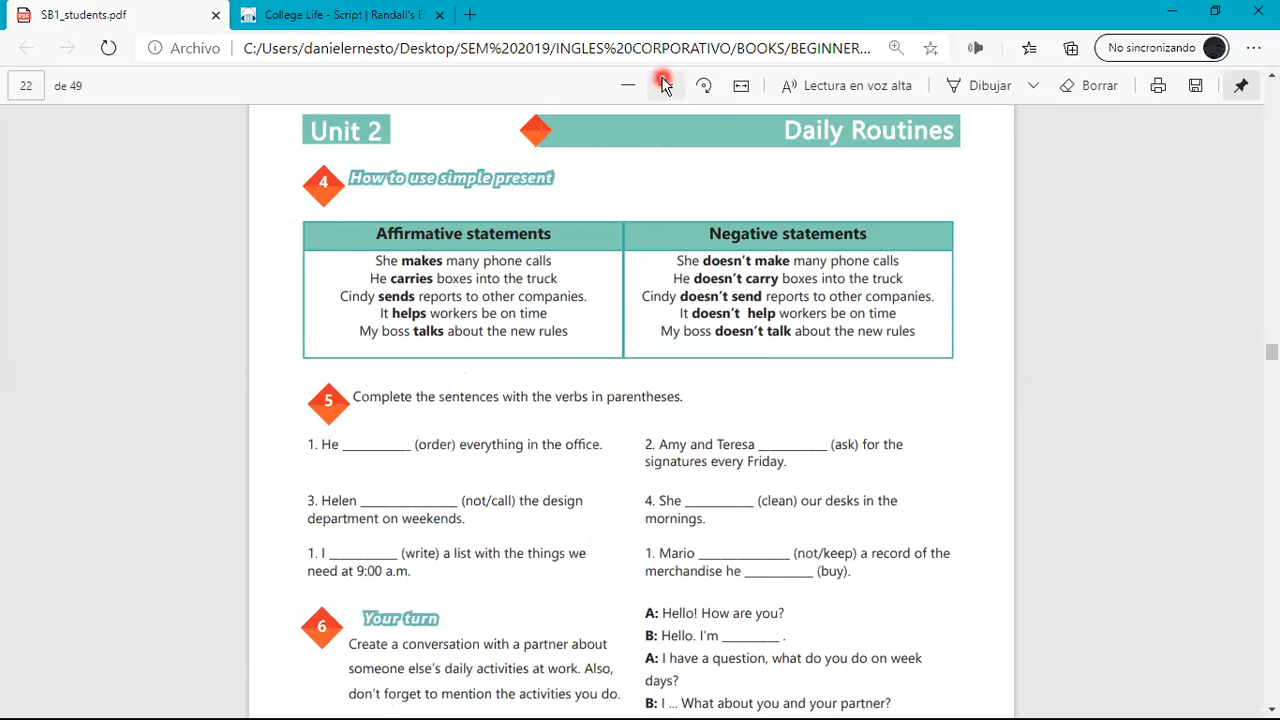 SB1_students.pdf
College Life - Script | Randall's E
Archivo
C:/Users/danielernesto/Desktop/SEM%202019/INGLES%20CORPORATIVO/BOOKS/BEGINNER...
No sincronizando
22 de 49
Lectura en voz alta
Dibujar
Borrar
Unit 2
Daily Routines
4 How to use simple present
Affirmative statements
She makes many phone calls
He carries boxes into the truck
Cindy sends reports to other companies.
It helps workers be on time
My boss talks about the new rules
Negative statements
She doesn't make many phone calls
He doesn't carry boxes into the truck
Cindy doesn't send reports to other companies.
It doesn't help workers be on time
My boss doesn't talk about the new rules
5 Complete the sentences with the verbs in parentheses.
1. He __________ (order) everything in the office.
2. Amy and Teresa __________ (ask) for the
signatures every Friday.
3. Helen ______________ (not/call) the design
department on weekends.
4. She __________ (clean) our desks in the
mornings.
1. I __________ (write) a list with the things we
need at 9:00 a.m.
1. Mario _____________ (not/keep) a record of the
merchandise he __________ (buy).
6 Your turn
Create a conversation with a partner about
someone else's daily activities at work. Also,
don't forget to mention the activities you do.
A: Hello! How are you?
B: Hello. I'm ________ .
A: I have a question, what do you do on week
days?
B: I ... What about you and your partner?